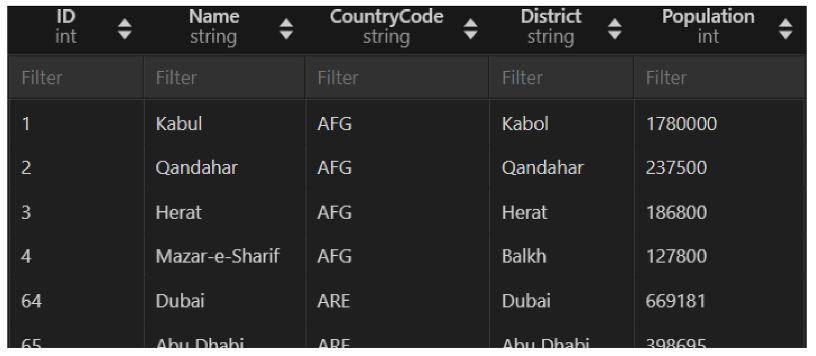 ID Name CountryCode District Population
int string string string int
Filter Filter Filter Filter Filter
1 Kabul AFG Kabol 1780000
2 Qandahar AFG Qandahar 237500
3 Herat AFG Herat 186800
4 Mazar-e-Sharif AFG Balkh 127800
64 Dubai ARE Dubai 669181
65 Abu Dhabi ARE Abu Dhabi 398695